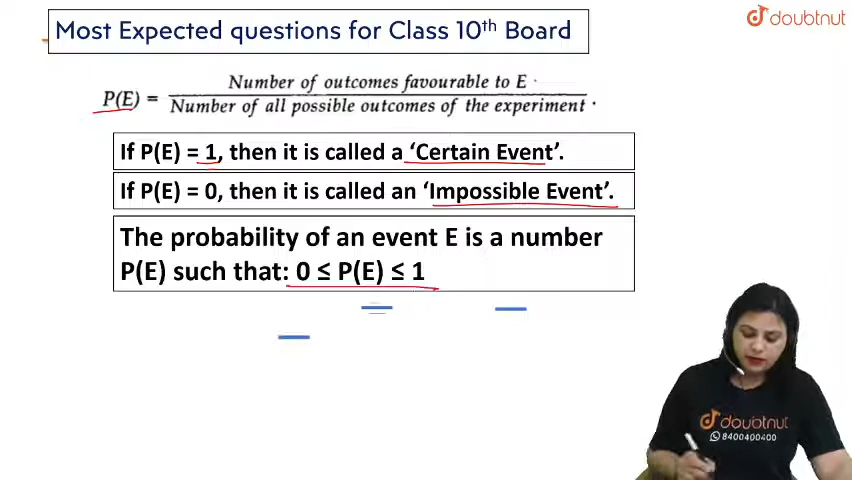 Most Expected questions for Class 10th Board
doubtnut
P(E) = Number of outcomes favourable to E / Number of all possible outcomes of the experiment .
If P(E) = 1, then it is called a ‘Certain Event’.
If P(E) = 0, then it is called an ‘Impossible Event’.
The probability of an event E is a number
P(E) such that: 0 ≤ P(E) ≤ 1
doubtnut
8400400400